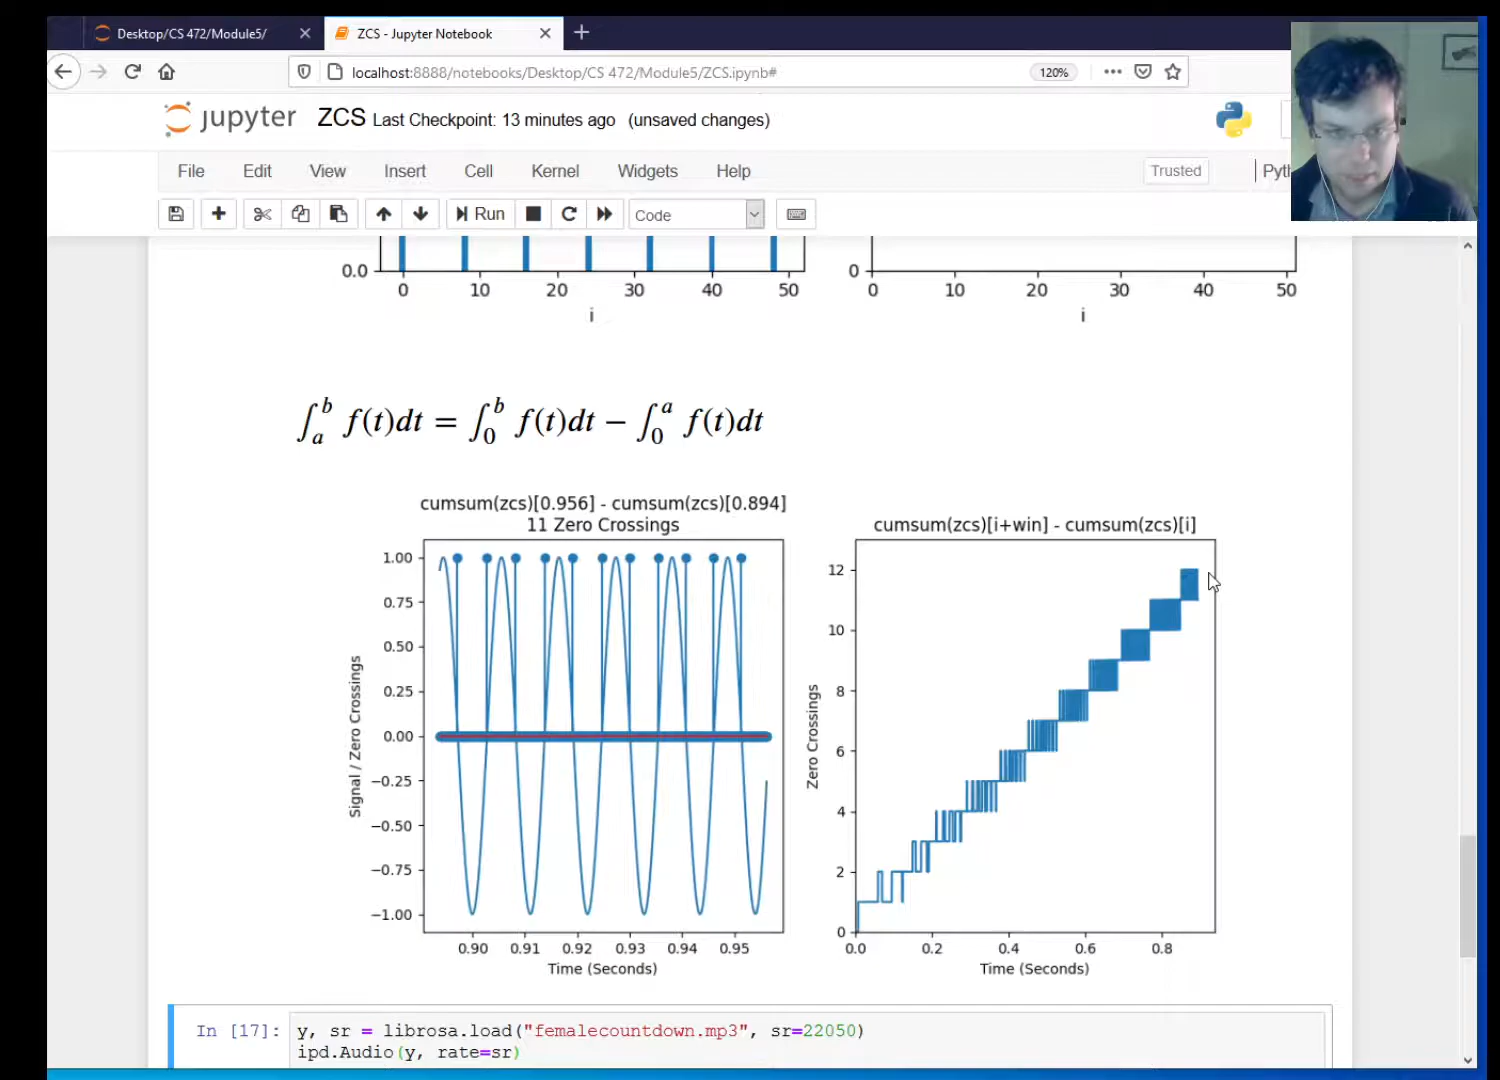 Desktop/CS 472/Module5/
ZCS - Jupyter Notebook
localhost:8888/notebooks/Desktop/CS 472/Module5/ZCS.ipynb#
120%
jupyter ZCS Last Checkpoint: 13 minutes ago (unsaved changes)
File Edit View Insert Cell Kernel Widgets Help
Trusted
Pyth
Run
Code
0.0
0 10 20 30 40 50
i
0
0 10 20 30 40 50
i
∫_a^b f(t)dt = ∫_0^b f(t)dt − ∫_0^a f(t)dt
cumsum(zcs)[0.956] - cumsum(zcs)[0.894]
11 Zero Crossings
1.00
0.75
0.50
0.25
0.00
−0.25
−0.50
−0.75
−1.00
Signal / Zero Crossings
0.90 0.91 0.92 0.93 0.94 0.95
Time (Seconds)
cumsum(zcs)[i+win] - cumsum(zcs)[i]
12
10
8
6
4
2
0
Zero Crossings
0.0 0.2 0.4 0.6 0.8
Time (Seconds)
In [17]:
y, sr = librosa.load("femalecountdown.mp3", sr=22050)
ipd.Audio(y, rate=sr)